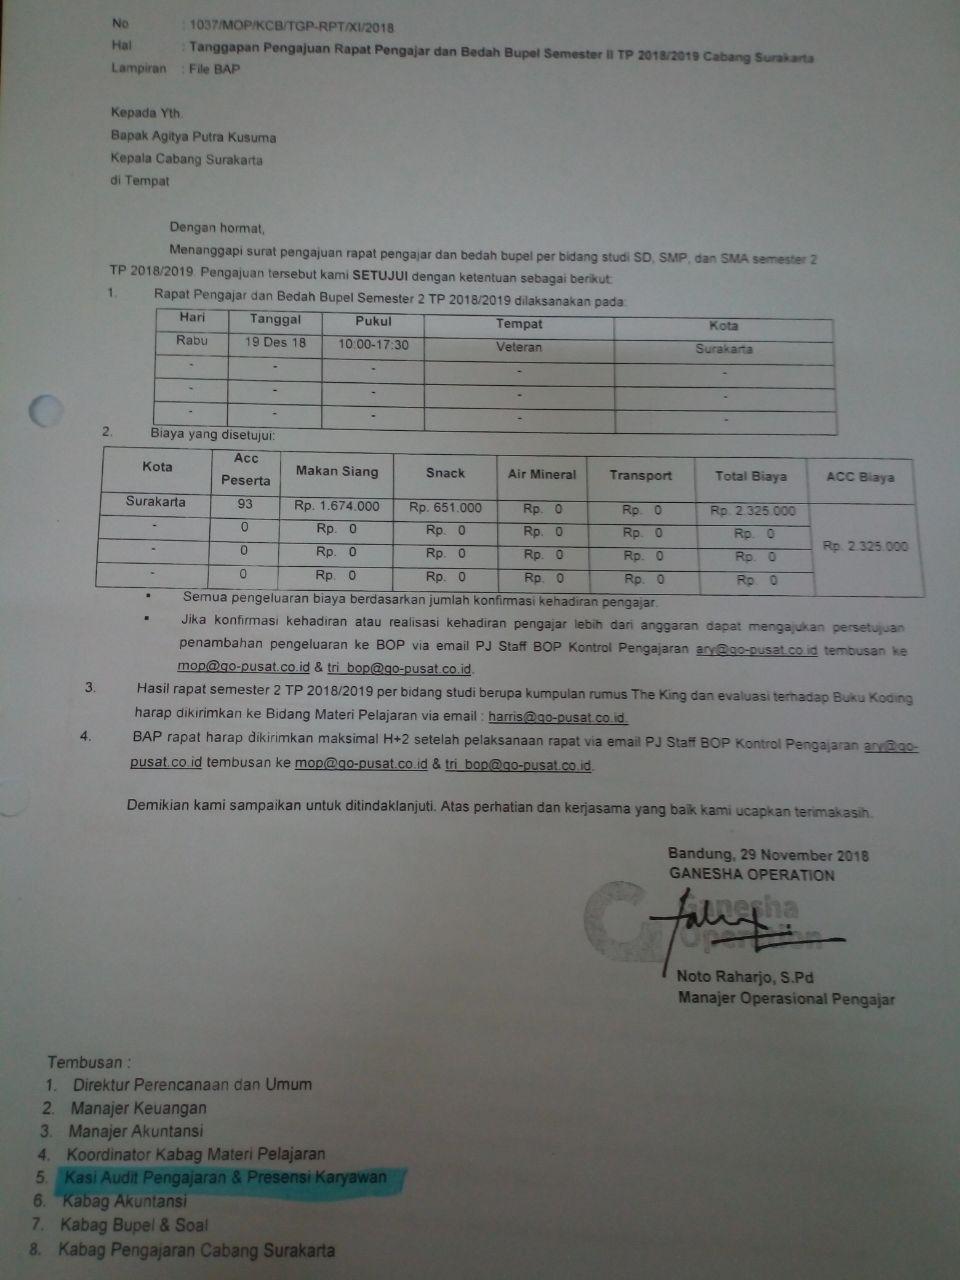 No : 1037/MOP/KCB/TGP-RPT/XI/2018
Hal : Tanggapan Pengajuan Rapat Pengajar dan Bedah Bupel Semester II TP 2018/2019 Cabang Surakarta
Lampiran : File BAP
Kepada Yth.
Bapak Agitya Putra Kusuma
Kepala Cabang Surakarta
di Tempat
Dengan hormat,
Menanggapi surat pengajuan rapat pengajar dan bedah bupel per bidang studi SD, SMP, dan SMA semester 2
TP 2018/2019. Pengajuan tersebut kami SETUJUI dengan ketentuan sebagai berikut:
1. Rapat Pengajar dan Bedah Bupel Semester 2 TP 2018/2019 dilaksanakan pada:
Hari Tanggal Pukul Tempat Kota
Rabu 19 Des 18 10:00-17:30 Veteran Surakarta
- - - - -
- - - - -
- - - - -
2. Biaya yang disetujui:
Kota Acc Peserta Makan Siang Snack Air Mineral Transport Total Biaya ACC Biaya
Surakarta 93 Rp. 1.674.000 Rp. 651.000 Rp. 0 Rp. 0 Rp. 2.325.000 Rp. 2.325.000
- 0 Rp. 0 Rp. 0 Rp. 0 Rp. 0 Rp. 0
- 0 Rp. 0 Rp. 0 Rp. 0 Rp. 0 Rp. 0
- 0 Rp. 0 Rp. 0 Rp. 0 Rp. 0 Rp. 0
▪ Semua pengeluaran biaya berdasarkan jumlah konfirmasi kehadiran pengajar.
▪ Jika konfirmasi kehadiran atau realisasi kehadiran pengajar lebih dari anggaran dapat mengajukan persetujuan
penambahan pengeluaran ke BOP via email PJ Staff BOP Kontrol Pengajaran ary@go-pusat.co.id tembusan ke
mop@go-pusat.co.id & tri_bop@go-pusat.co.id.
3. Hasil rapat semester 2 TP 2018/2019 per bidang studi berupa kumpulan rumus The King dan evaluasi terhadap Buku Koding
harap dikirimkan ke Bidang Materi Pelajaran via email : harris@go-pusat.co.id.
4. BAP rapat harap dikirimkan maksimal H+2 setelah pelaksanaan rapat via email PJ Staff BOP Kontrol Pengajaran ary@go-
pusat.co.id tembusan ke mop@go-pusat.co.id & tri_bop@go-pusat.co.id.
Demikian kami sampaikan untuk ditindaklanjuti. Atas perhatian dan kerjasama yang baik kami ucapkan terimakasih.
Bandung, 29 November 2018
GANESHA OPERATION
Ganesha
Operation
Noto Raharjo, S.Pd
Manajer Operasional Pengajar
Tembusan :
1. Direktur Perencanaan dan Umum
2. Manajer Keuangan
3. Manajer Akuntansi
4. Koordinator Kabag Materi Pelajaran
5. Kasi Audit Pengajaran & Presensi Karyawan
6. Kabag Akuntansi
7. Kabag Bupel & Soal
8. Kabag Pengajaran Cabang Surakarta